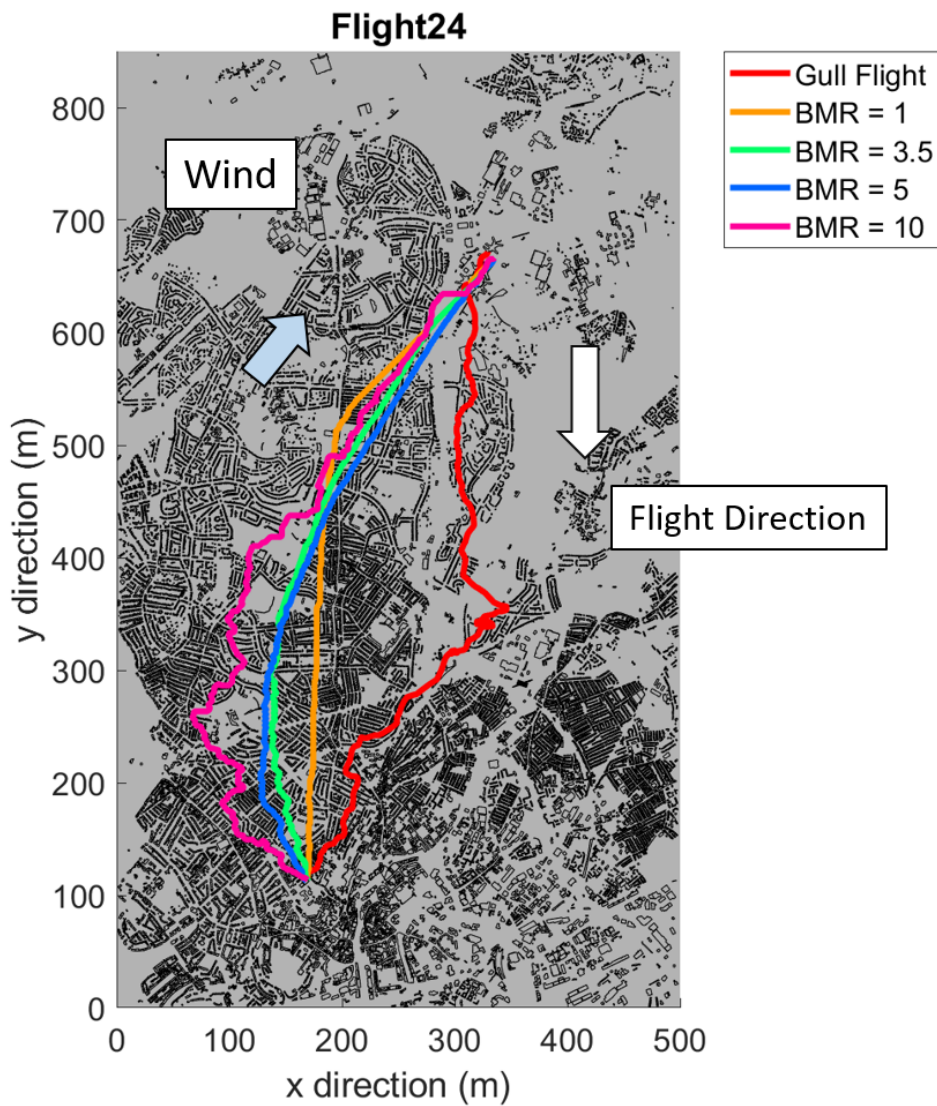 Flight24
Gull Flight
BMR = 1
BMR = 3.5
BMR = 5
BMR = 10
Wind
Flight Direction
800
700
600
500
400
300
200
100
0
y direction (m)
0 100 200 300 400 500
x direction (m)